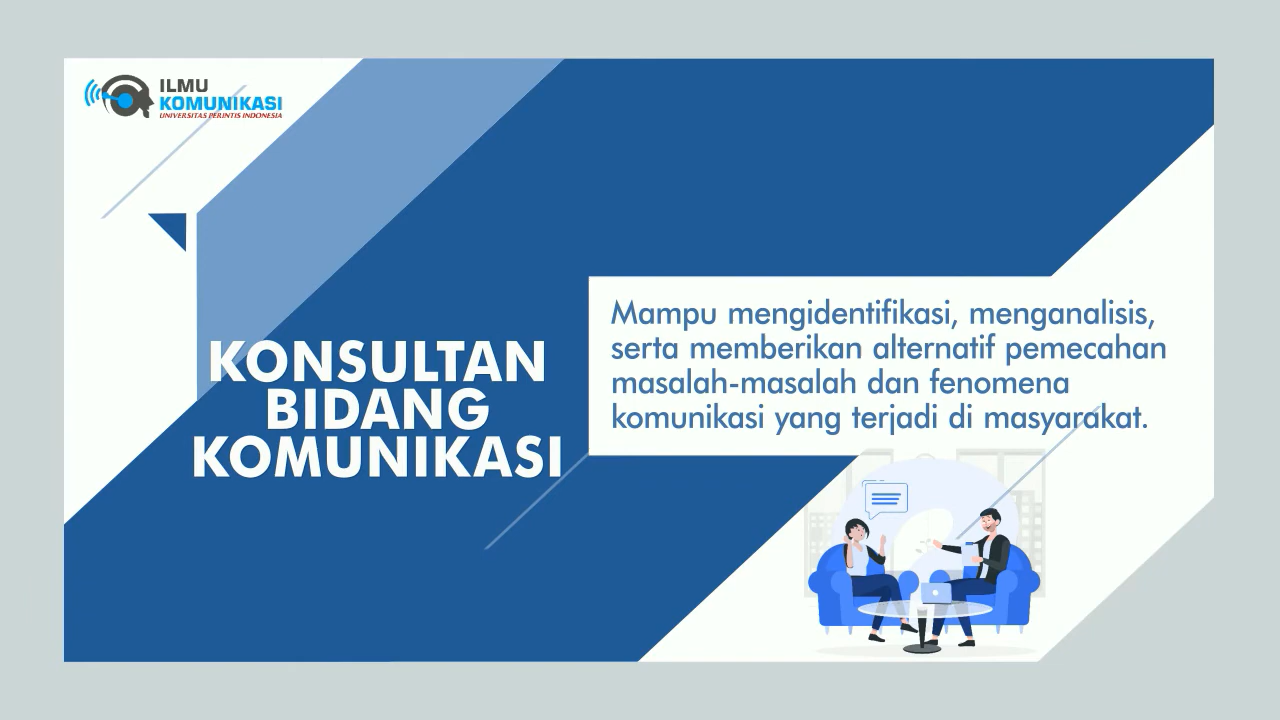 ILMU
KOMUNIKASI
UNIVERSITAS PERINTIS INDONESIA
KONSULTAN
BIDANG
KOMUNIKASI
Mampu mengidentifikasi, menganalisis,
serta memberikan alternatif pemecahan
masalah-masalah dan fenomena
komunikasi yang terjadi di masyarakat.